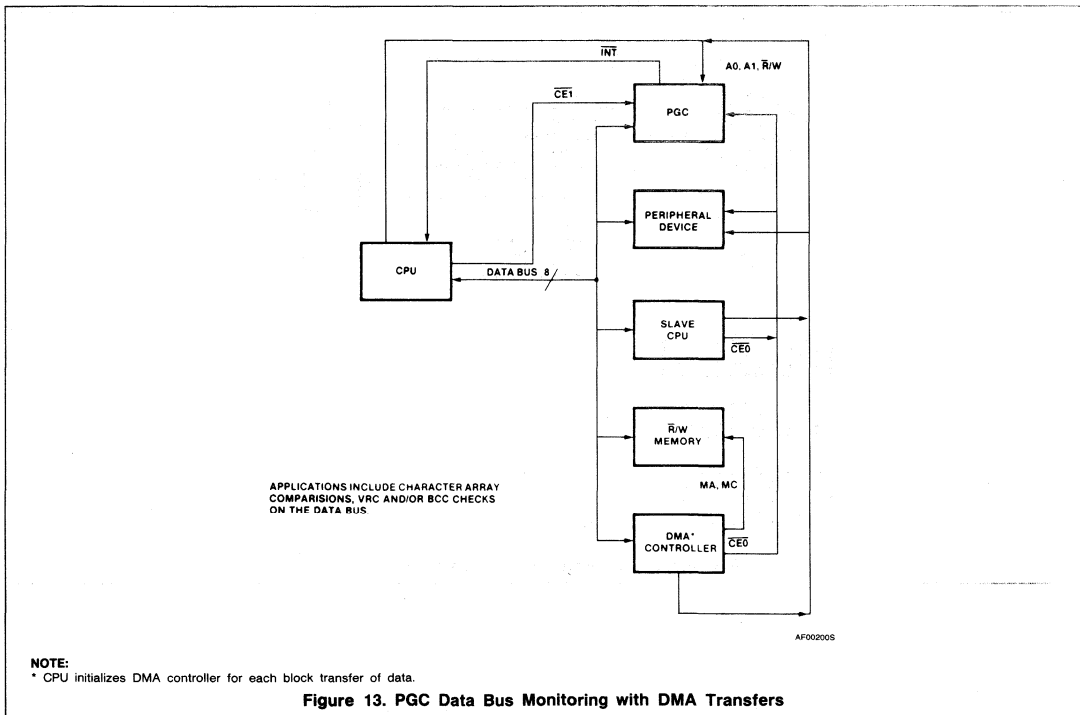 INT
A0, A1, R̅/W
CE1
PGC
PERIPHERAL
DEVICE
CPU
DATA BUS 8
SLAVE
CPU
CE0
R̅/W
MEMORY
MA, MC
APPLICATIONS INCLUDE CHARACTER ARRAY
COMPARISIONS, VRC AND/OR BCC CHECKS
ON THE DATA BUS.
DMA*
CONTROLLER
CE0
AF00200S
NOTE:
* CPU initializes DMA controller for each block transfer of data.
Figure 13. PGC Data Bus Monitoring with DMA Transfers